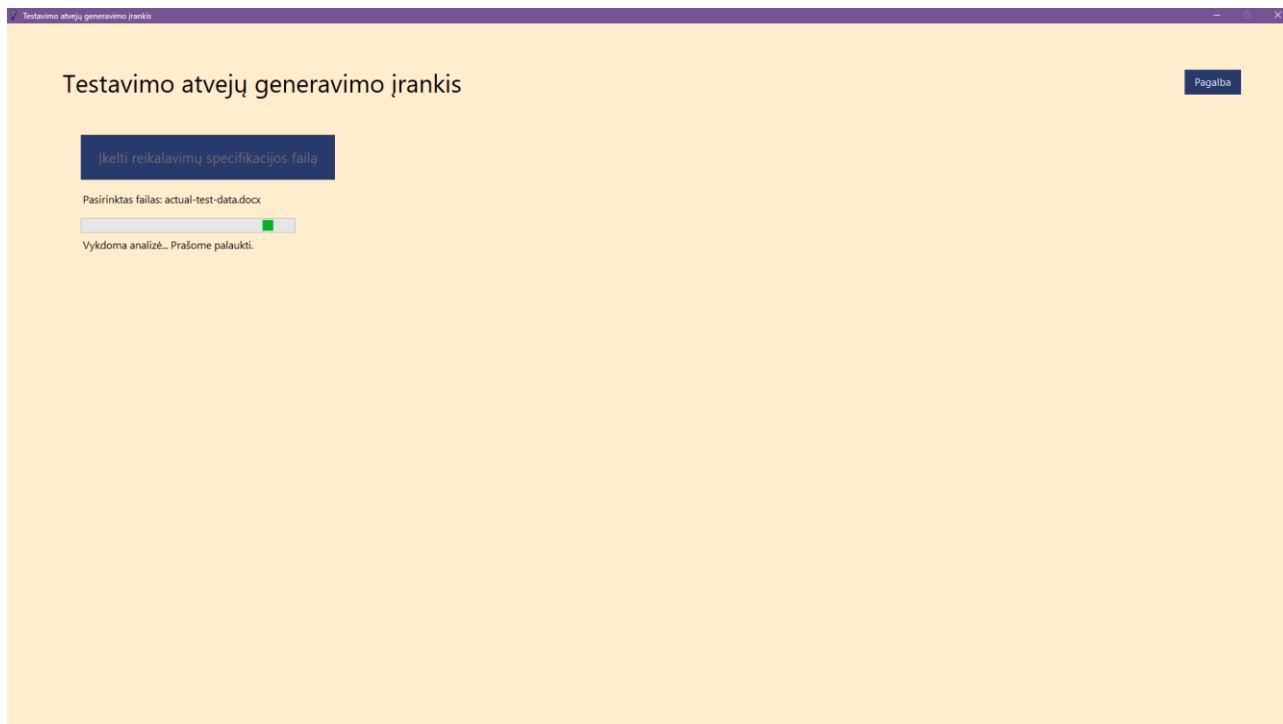 Testavimo atvejų generavimo įrankis
Testavimo atvejų generavimo įrankis
Pagalba
Įkelti reikalavimų specifikacijos failą
Pasirinktas failas: actual-test-data.docx
Vykdoma analizė... Prašome palaukti.